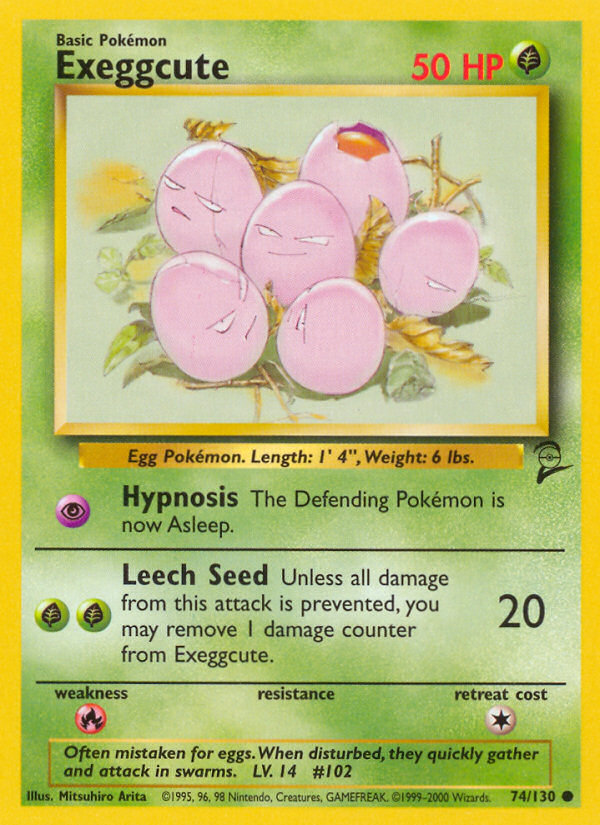 Basic Pokémon
Exeggcute 50 HP
Egg Pokémon. Length: 1' 4", Weight: 6 lbs.
Hypnosis The Defending Pokémon is
now Asleep.
Leech Seed Unless all damage
from this attack is prevented, you
may remove 1 damage counter
from Exeggcute.
20
weakness resistance retreat cost
Often mistaken for eggs. When disturbed, they quickly gather
and attack in swarms. LV. 14 #102
Illus. Mitsuhiro Arita ©1995, 96, 98 Nintendo, Creatures, GAMEFREAK. ©1999-2000 Wizards. 74/130